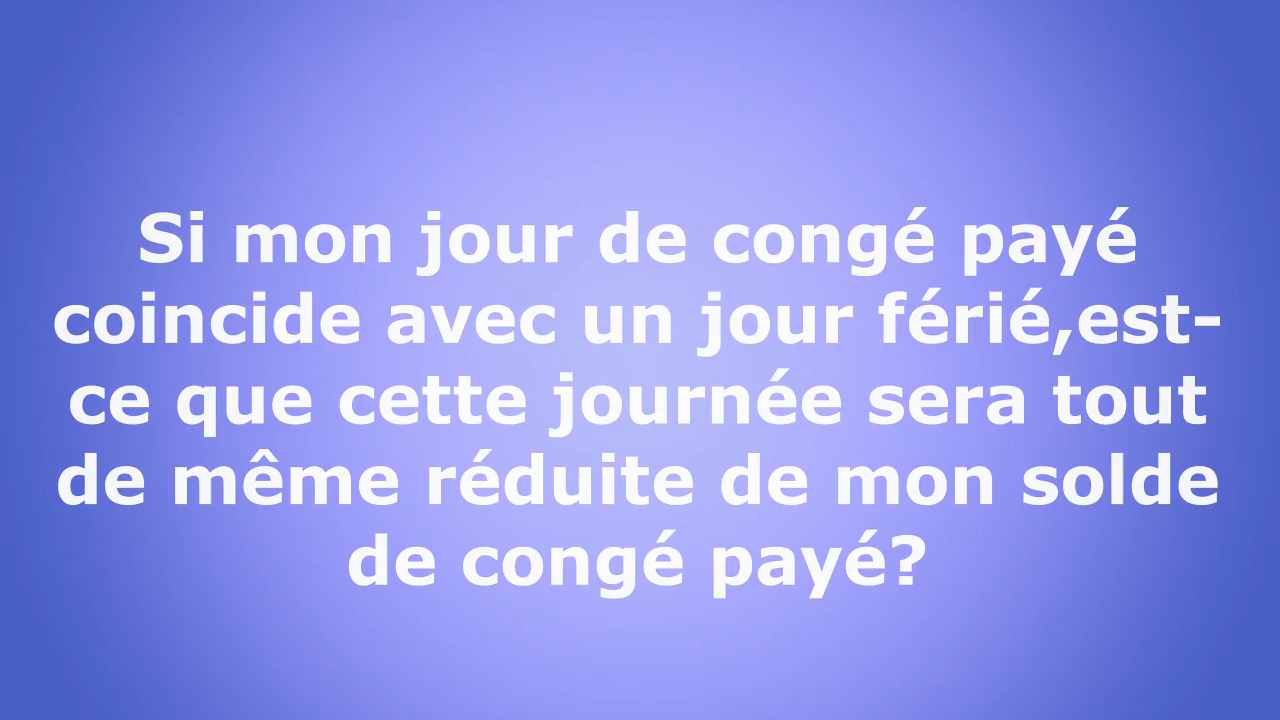 Si mon jour de congé payé
coincide avec un jour férié,est-
ce que cette journée sera tout
de même réduite de mon solde
de congé payé?